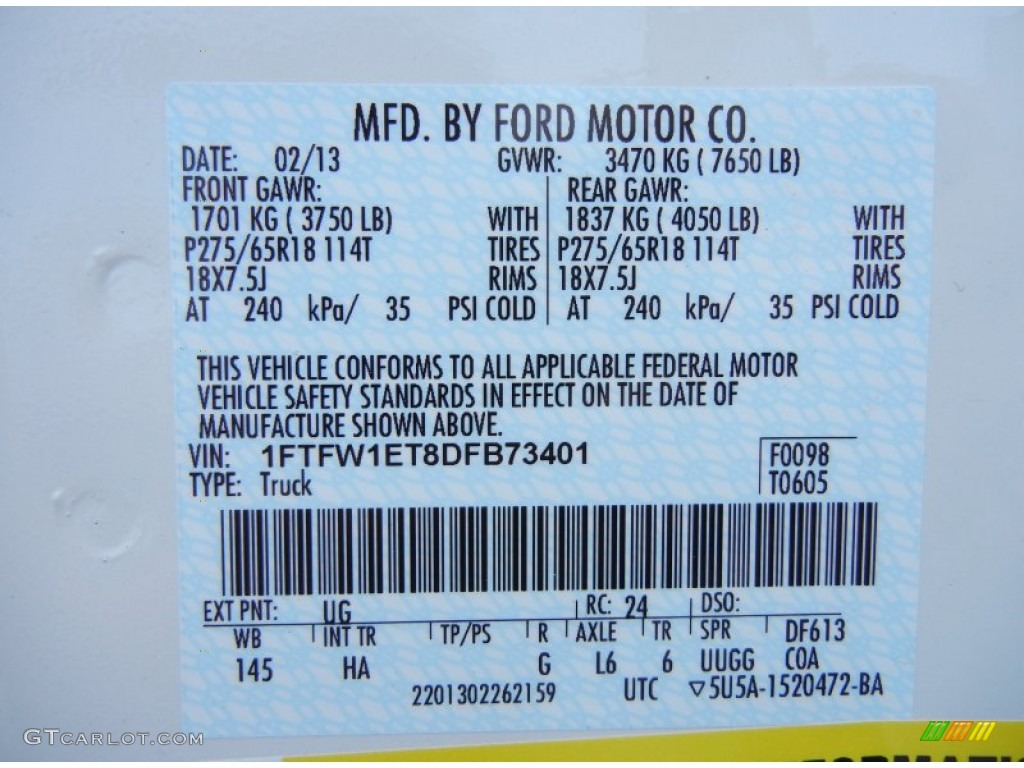 MFD. BY FORD MOTOR CO.
DATE: 02/13 GVWR: 3470 KG ( 7650 LB)
FRONT GAWR: REAR GAWR:
1701 KG ( 3750 LB) WITH 1837 KG ( 4050 LB) WITH
P275/65R18 114T TIRES P275/65R18 114T TIRES
18X7.5J RIMS 18X7.5J RIMS
AT 240 kPa/ 35 PSI COLD AT 240 kPa/ 35 PSI COLD
THIS VEHICLE CONFORMS TO ALL APPLICABLE FEDERAL MOTOR
VEHICLE SAFETY STANDARDS IN EFFECT ON THE DATE OF
MANUFACTURE SHOWN ABOVE.
VIN: 1FTFW1ET8DFB73401 F0098
TYPE: Truck T0605
EXT PNT: UG RC: 24 DSO:
WB INT TR TP/PS R AXLE TR SPR DF613
145 HA G L6 6 UUGG COA
2201302262159 UTC ▽5U5A-1520472-BA
GTCARLOT.COM